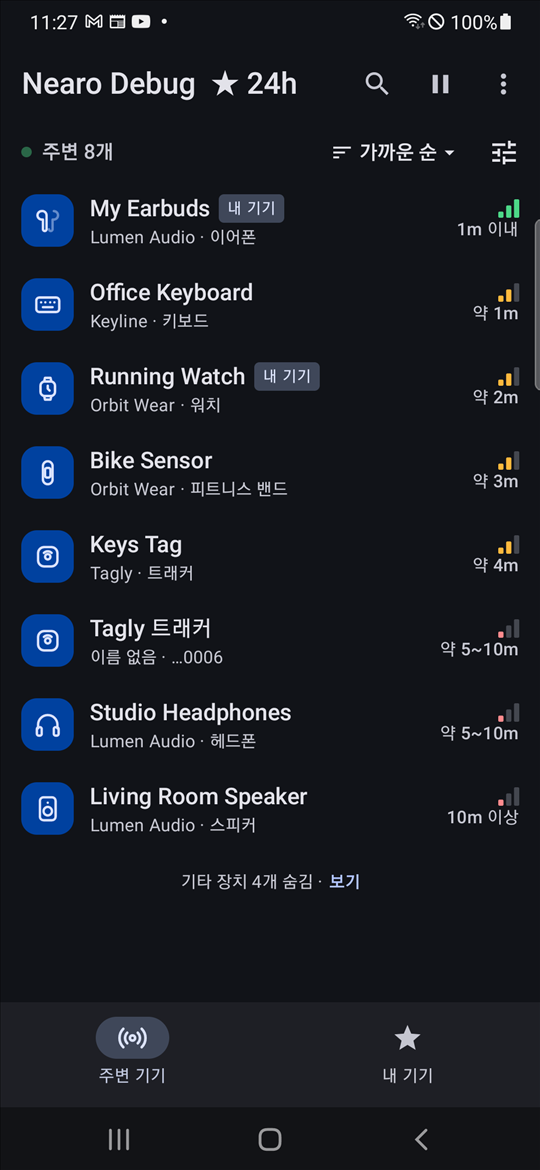 11:27 100%
Nearo Debug ★ 24h
주변 8개 가까운 순
My Earbuds 내 기기
Lumen Audio · 이어폰 1m 이내
Office Keyboard
Keyline · 키보드 약 1m
Running Watch 내 기기
Orbit Wear · 워치 약 2m
Bike Sensor
Orbit Wear · 피트니스 밴드 약 3m
Keys Tag
Tagly · 트래커 약 4m
Tagly 트래커
이름 없음 · …0006 약 5~10m
Studio Headphones
Lumen Audio · 헤드폰 약 5~10m
Living Room Speaker
Lumen Audio · 스피커 10m 이상
기타 장치 4개 숨김 · 보기
주변 기기 내 기기